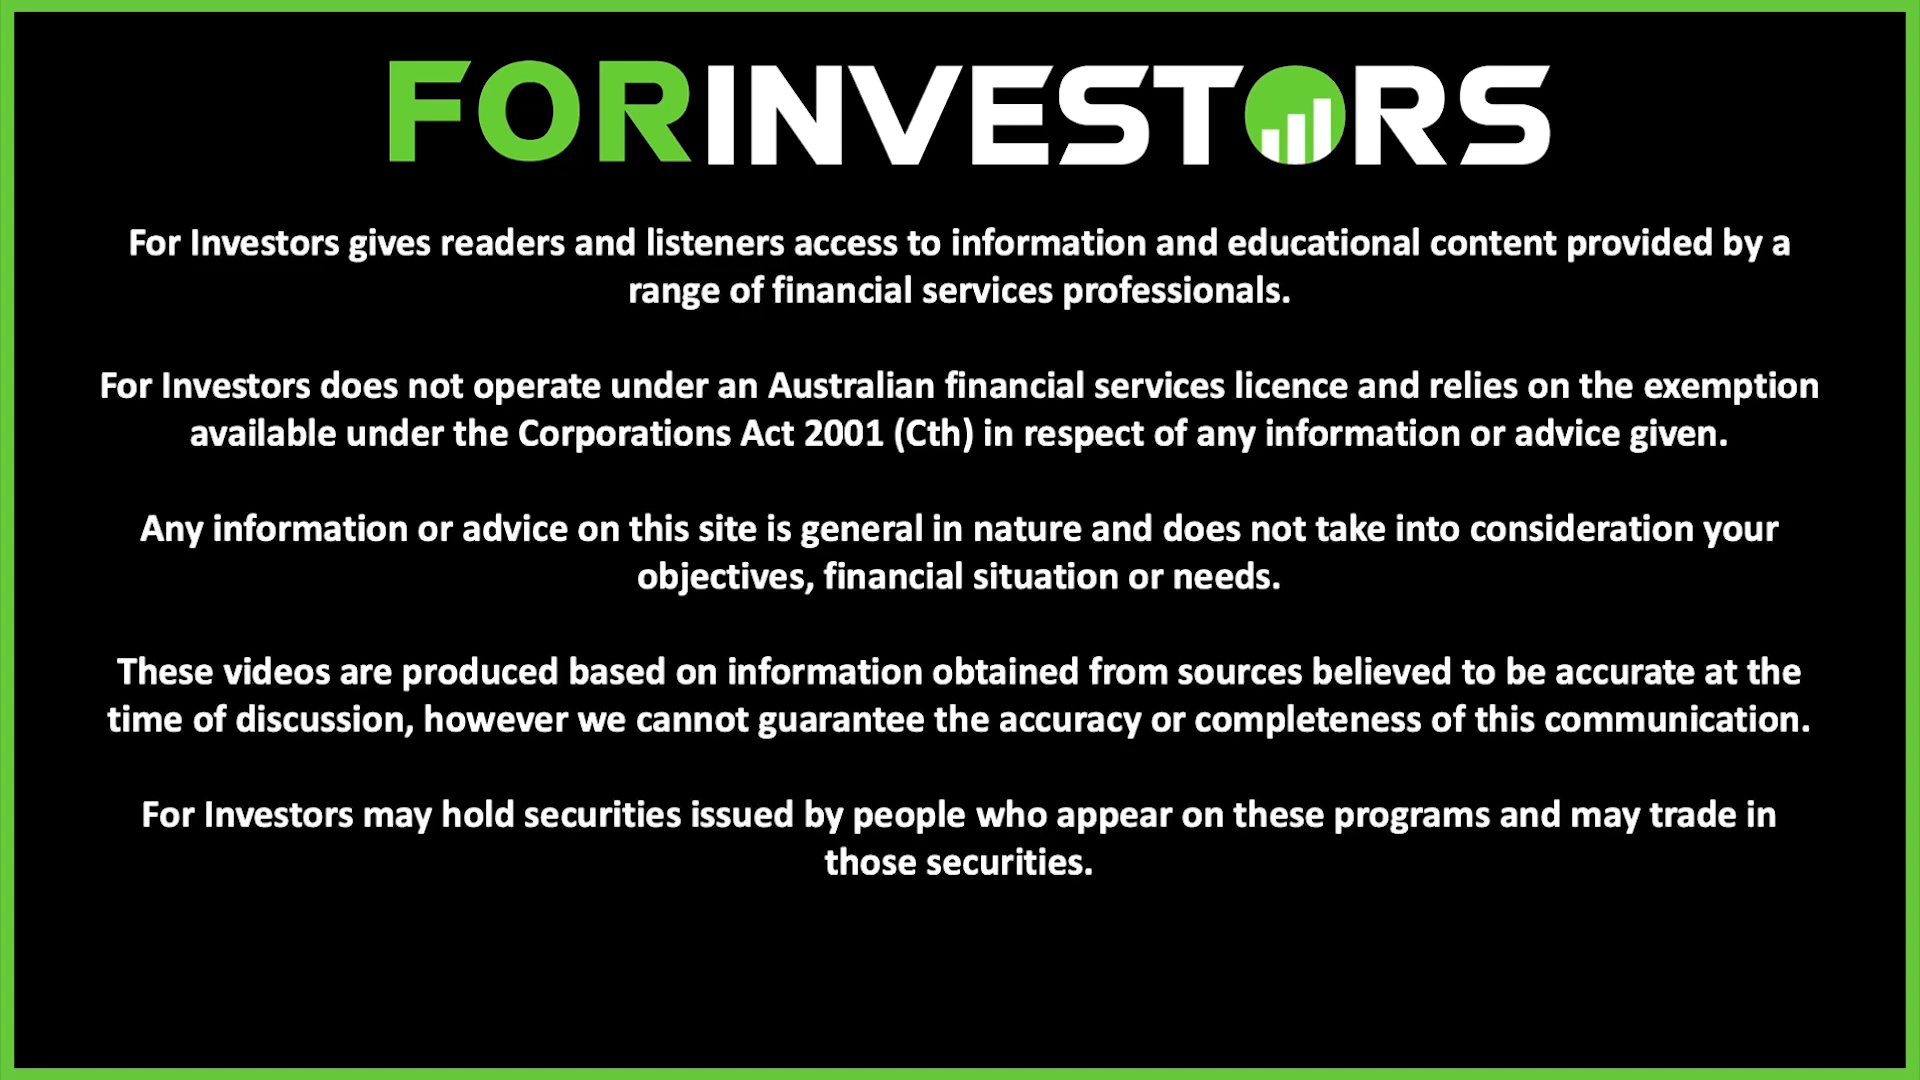 FORINVESTORS
For Investors gives readers and listeners access to information and educational content provided by a
range of financial services professionals.
For Investors does not operate under an Australian financial services licence and relies on the exemption
available under the Corporations Act 2001 (Cth) in respect of any information or advice given.
Any information or advice on this site is general in nature and does not take into consideration your
objectives, financial situation or needs.
These videos are produced based on information obtained from sources believed to be accurate at the
time of discussion, however we cannot guarantee the accuracy or completeness of this communication.
For Investors may hold securities issued by people who appear on these programs and may trade in
those securities.